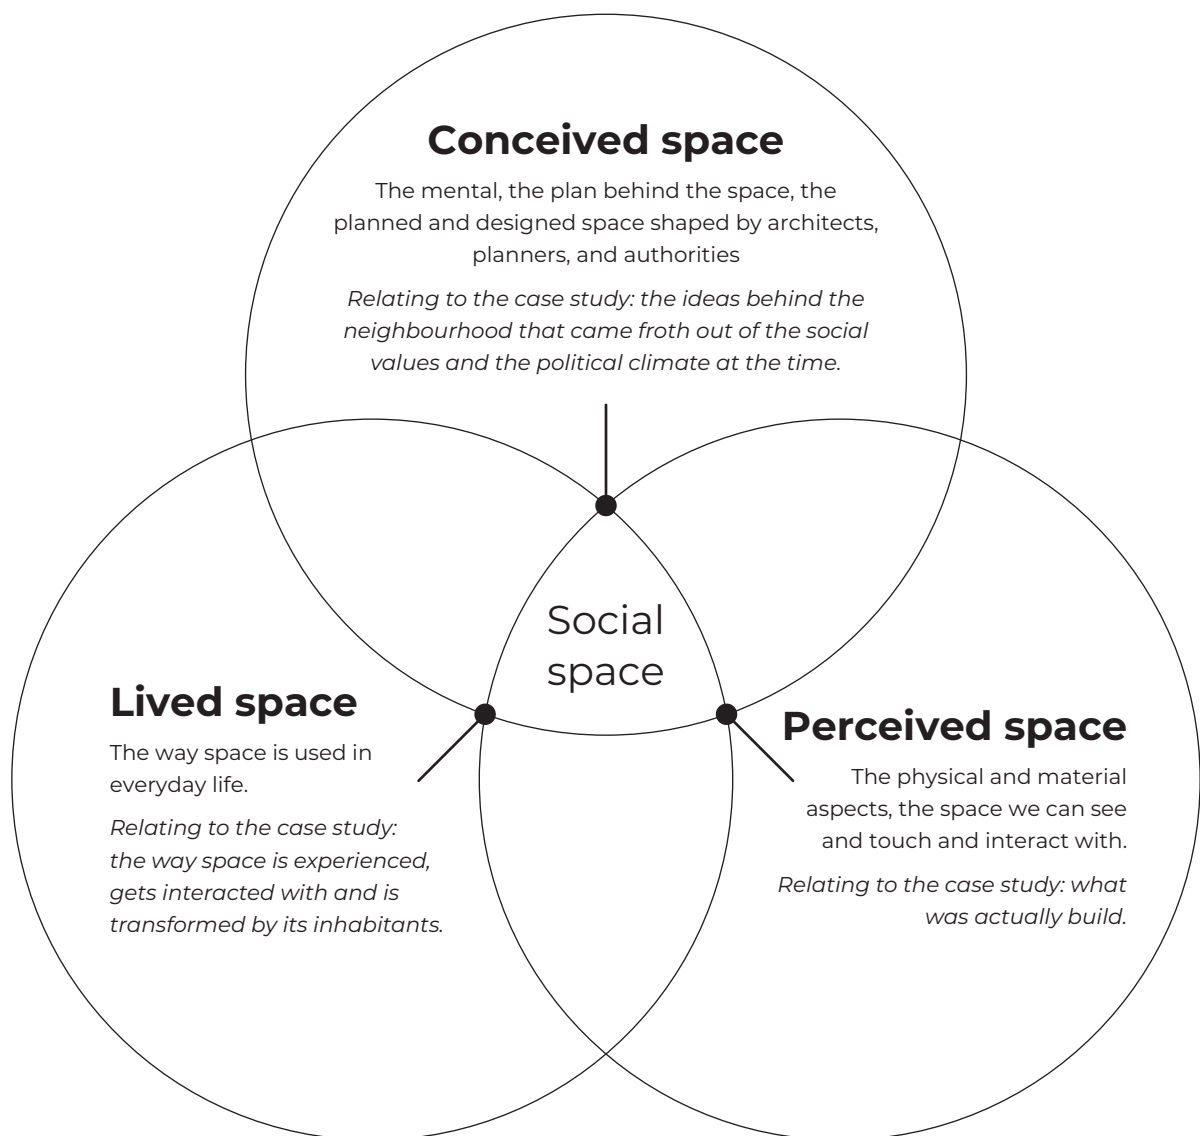 Conceived space
The mental, the plan behind the space, the
planned and designed space shaped by architects,
planners, and authorities
Relating to the case study: the ideas behind the
neighbourhood that came froth out of the social
values and the political climate at the time.
Social
space
Lived space
The way space is used in
everyday life.
Relating to the case study:
the way space is experienced,
gets interacted with and is
transformed by its inhabitants.
Perceived space
The physical and material
aspects, the space we can see
and touch and interact with.
Relating to the case study: what
was actually build.